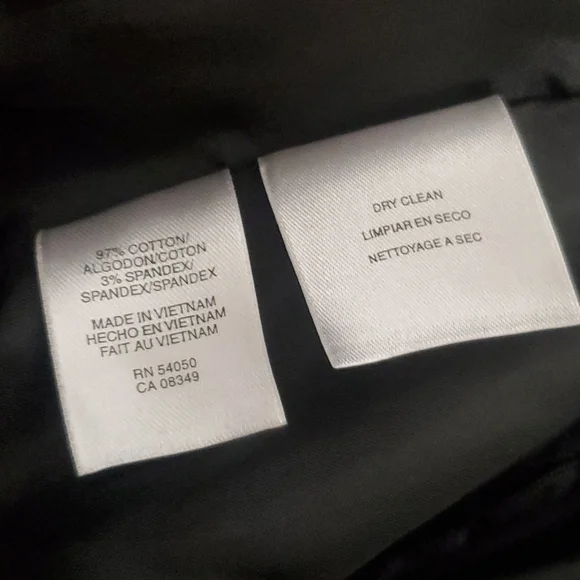 97% COTTON/
ALGODON/COTON
3% SPANDEX/
SPANDEX/SPANDEX
MADE IN VIETNAM
HECHO EN VIETNAM
FAIT AU VIETNAM
RN 54050
CA 08349
DRY CLEAN
LIMPIAR EN SECO
NETTOYAGE A SEC